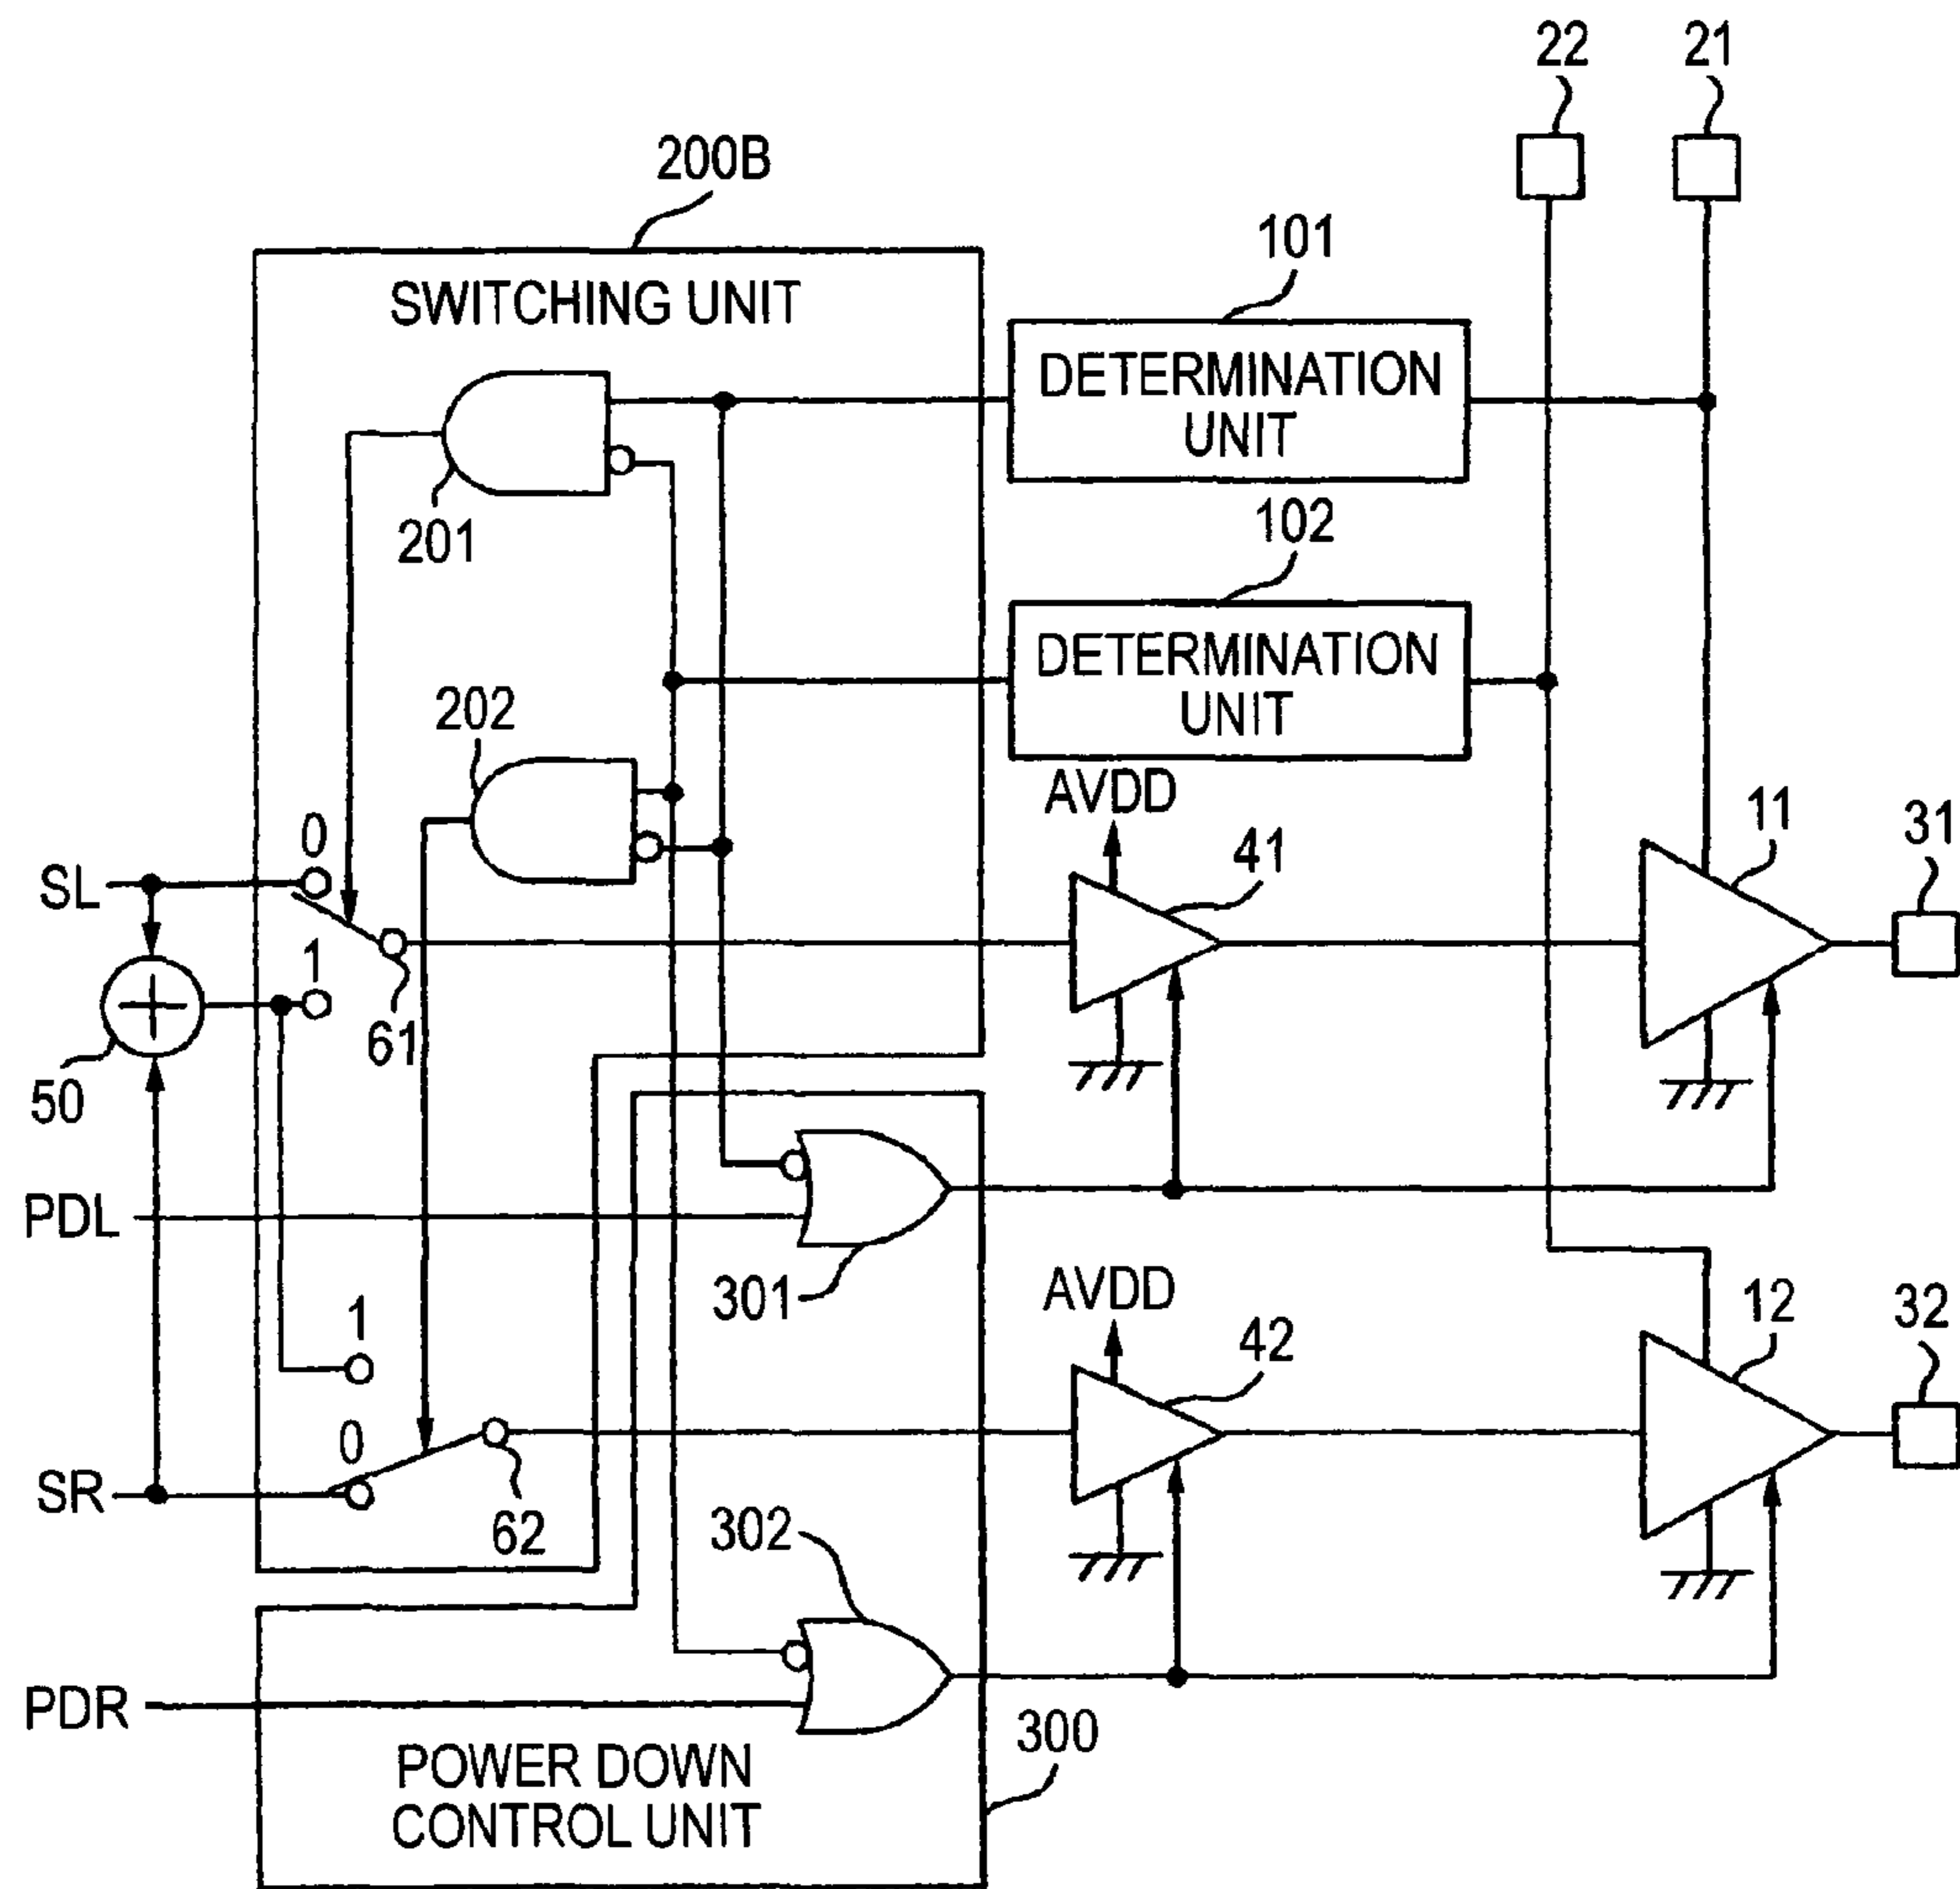 22
21
200B
SWITCHING UNIT
101
DETERMINATION
UNIT
201
102
DETERMINATION
UNIT
202
AVDD
41
11
31
0
SL
1
61
50
PDL
301
AVDD
42
12
32
1
0
SR
62
302
PDR
300
POWER DOWN
CONTROL UNIT